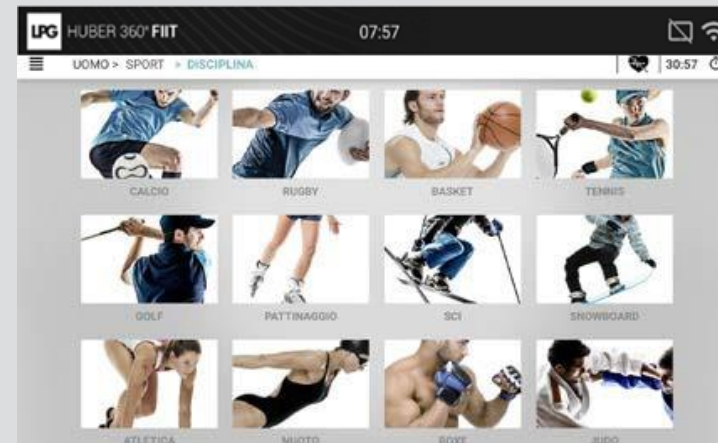 LPG HUBER 360° FIIT 07:57
UOMO > SPORT > DISCIPLINA 30:57
CALCIO RUGBY BASKET TENNIS
GOLF PATTINAGGIO SCI SNOWBOARD
ATLETICA NUOTO BOXE JUDO